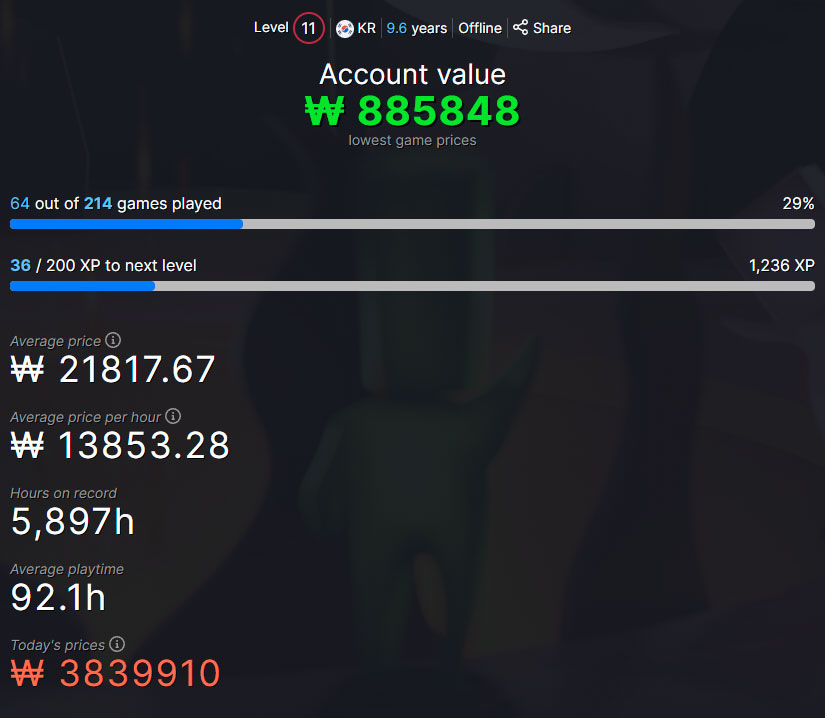 Level 11 KR 9.6 years Offline Share
Account value
₩ 885848
lowest game prices
64 out of 214 games played 29%
36 / 200 XP to next level 1,236 XP
Average price
₩ 21817.67
Average price per hour
₩ 13853.28
Hours on record
5,897h
Average playtime
92.1h
Today's prices
₩ 3839910